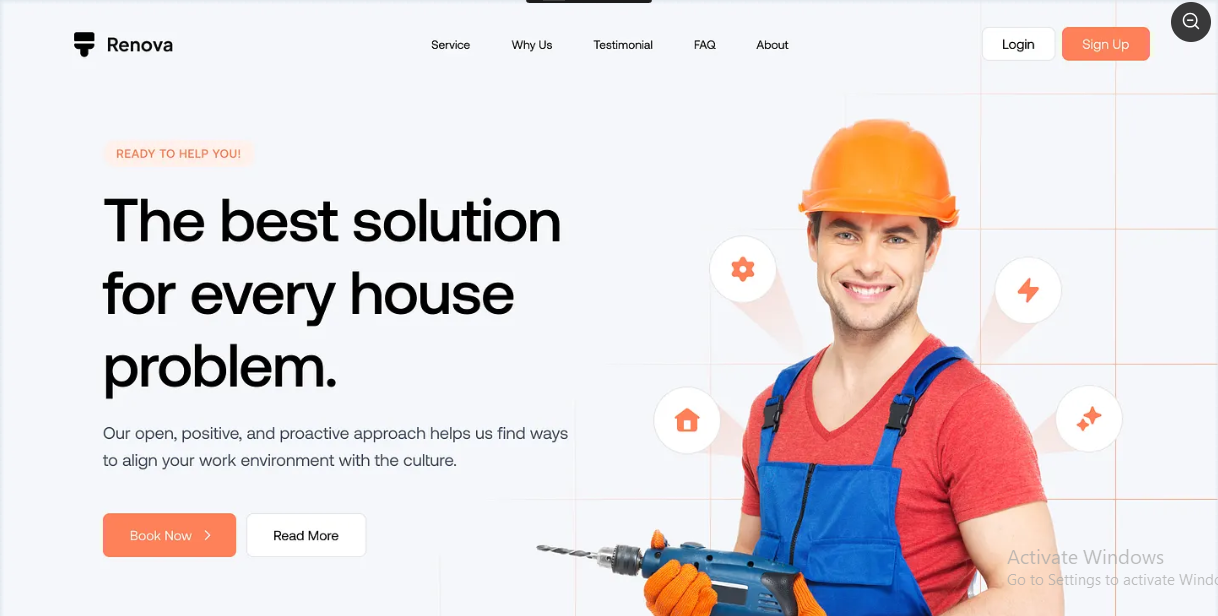 Renova
Service
Why Us
Testimonial
FAQ
About
Login
Sign Up
READY TO HELP YOU!
The best solution
for every house
problem.
Our open, positive, and proactive approach helps us find ways
to align your work environment with the culture.
Book Now
Read More
Activate Windows
Go to Settings to activate Windo